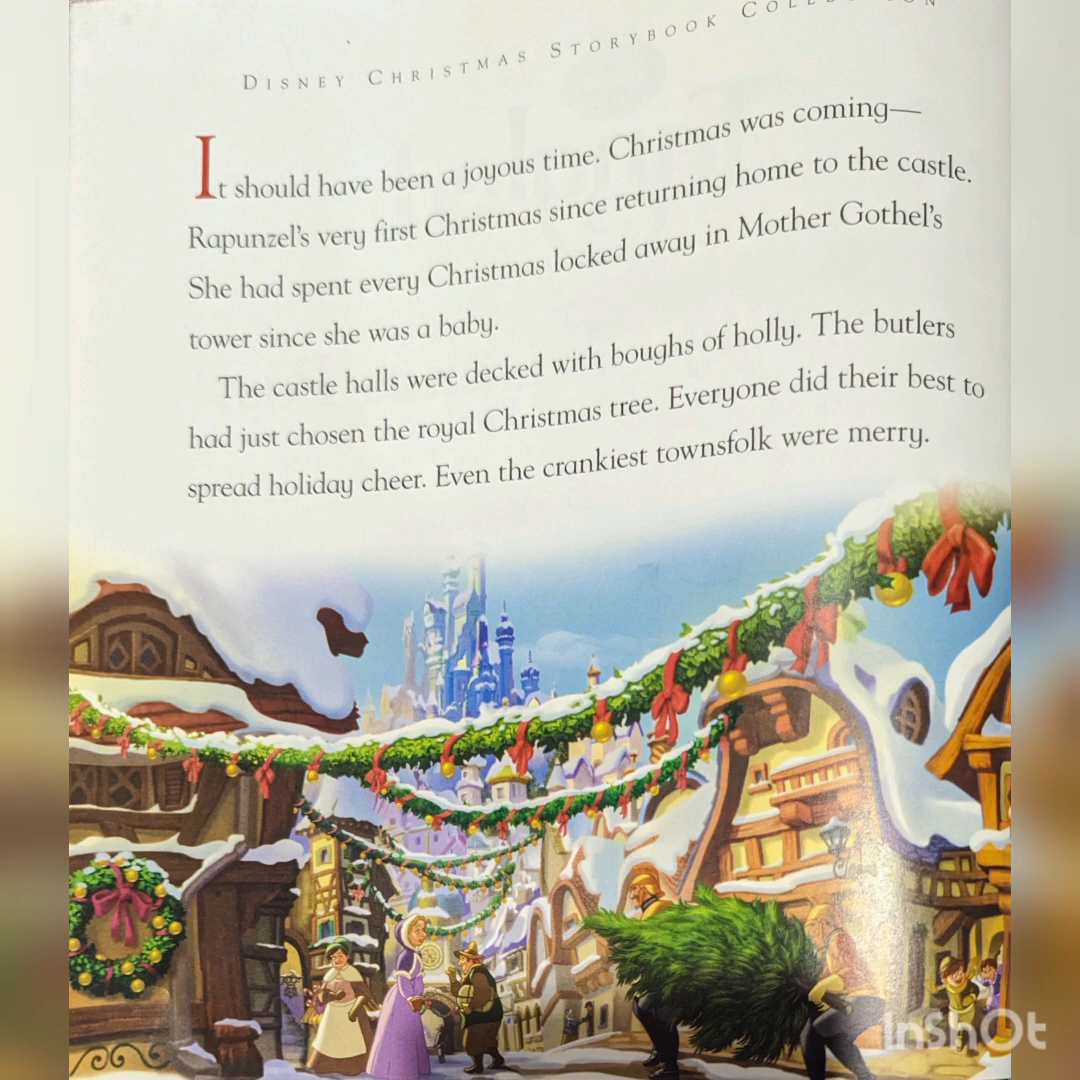 DISNEY CHRISTMAS STORYBOOK COLLECTION
It should have been a joyous time. Christmas was coming—
Rapunzel's very first Christmas since returning home to the castle.
She had spent every Christmas locked away in Mother Gothel's
tower since she was a baby.
The castle halls were decked with boughs of holly. The butlers
had just chosen the royal Christmas tree. Everyone did their best to
spread holiday cheer. Even the crankiest townsfolk were merry.
InShOt